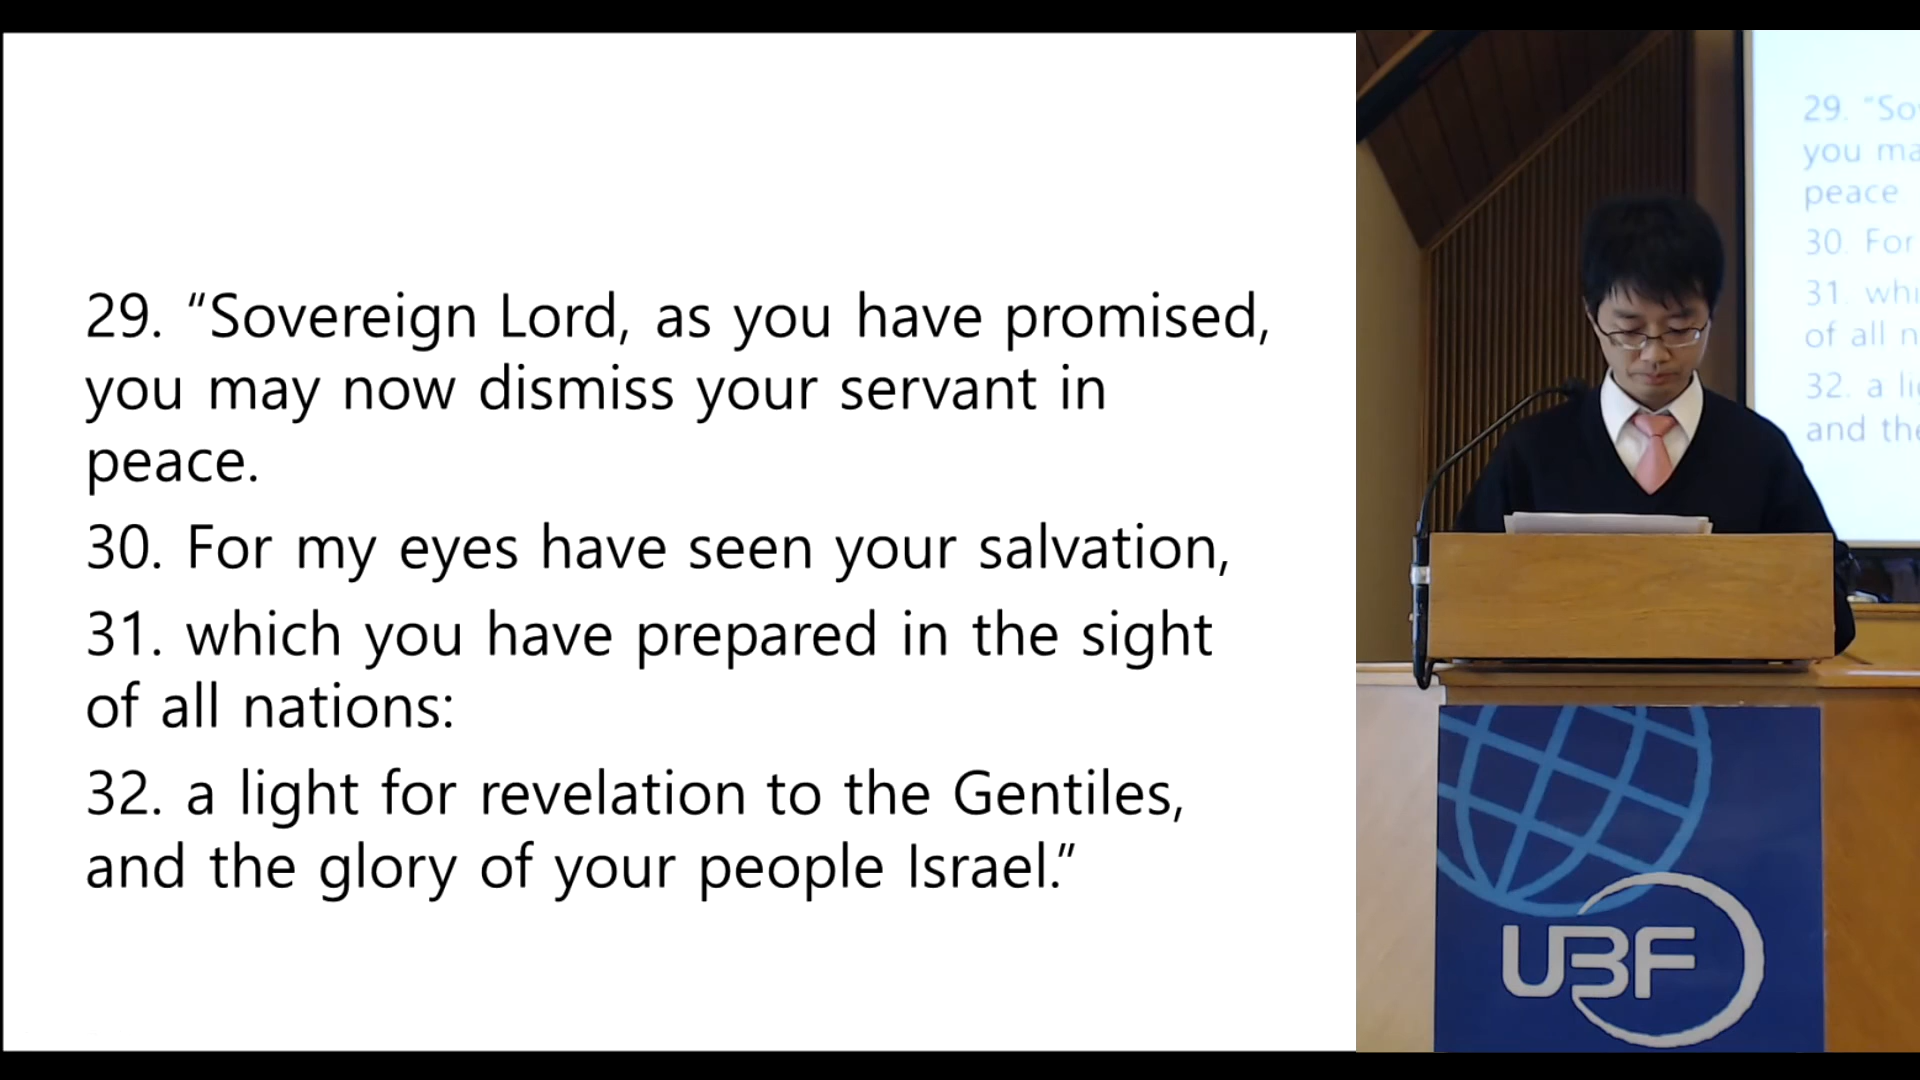 29. “Sovereign Lord, as you have promised,
you may now dismiss your servant in
peace.
30. For my eyes have seen your salvation,
31. which you have prepared in the sight
of all nations:
32. a light for revelation to the Gentiles,
and the glory of your people Israel.”
29. “So
you ma
peace
30. For
31. whi
of all n
32. a li
and the
UBF